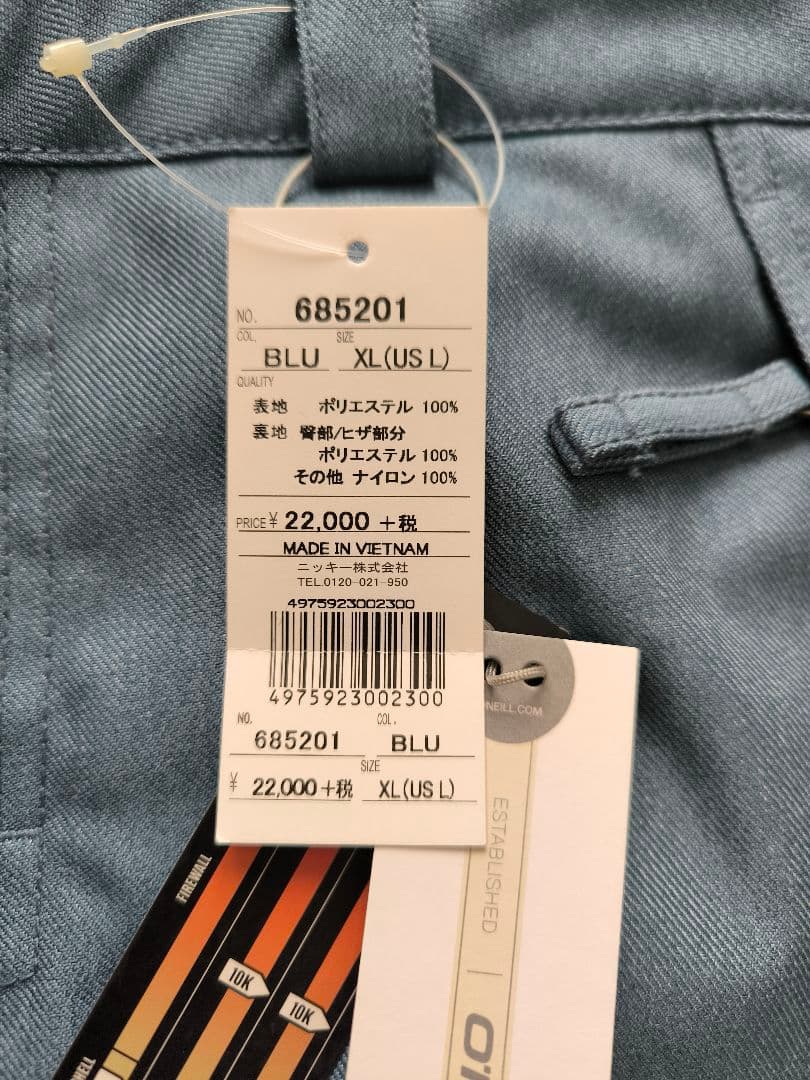 NO. 685201
COL. SIZE
BLU XL(US L)
QUALITY
表地 ポリエステル 100%
裏地 臀部/ヒザ部分
ポリエステル 100%
その他 ナイロン 100%
PRICE ¥ 22,000 +税
MADE IN VIETNAM
ニッキー株式会社
TEL.0120-021-950
4975923002300
4975923002300
NO. COL.
685201 BLU
SIZE
¥ 22,000+税 XL(US L)
NEILL.COM
ESTABLISHED
O'
FIREWALL
10K
10K